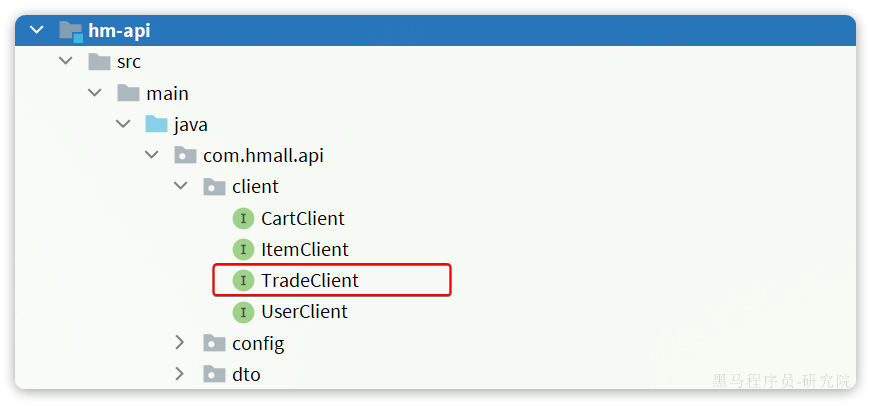 hm-api
src
main
java
com.hmall.api
client
I CartClient
I ItemClient
I TradeClient
I UserClient
config
dto
黑马程序员-研究院